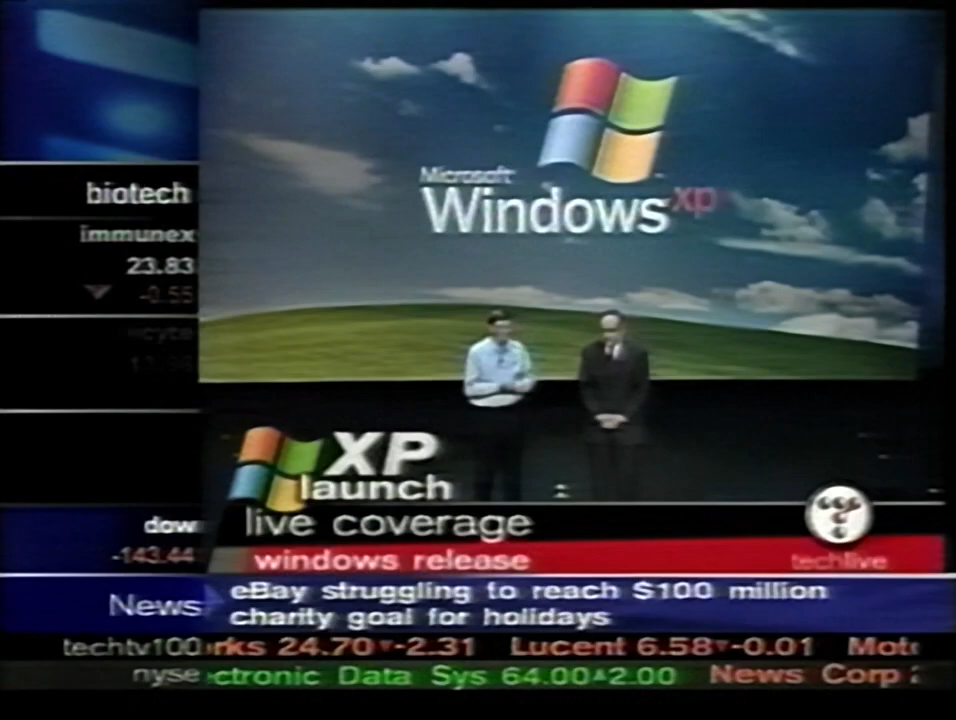 Microsoft
Windows xp
biotech
immunex
23.83
-0.55
XP
launch
live coverage
windows release
techlive
dow
-143.44
News
eBay struggling to reach $100 million
charity goal for holidays
techtv100 rks 24.70 ▼-2.31 Lucent 6.58▼-0.01 Mot
nyse ctronic Data Sys 64.00▲2.00 News Corp